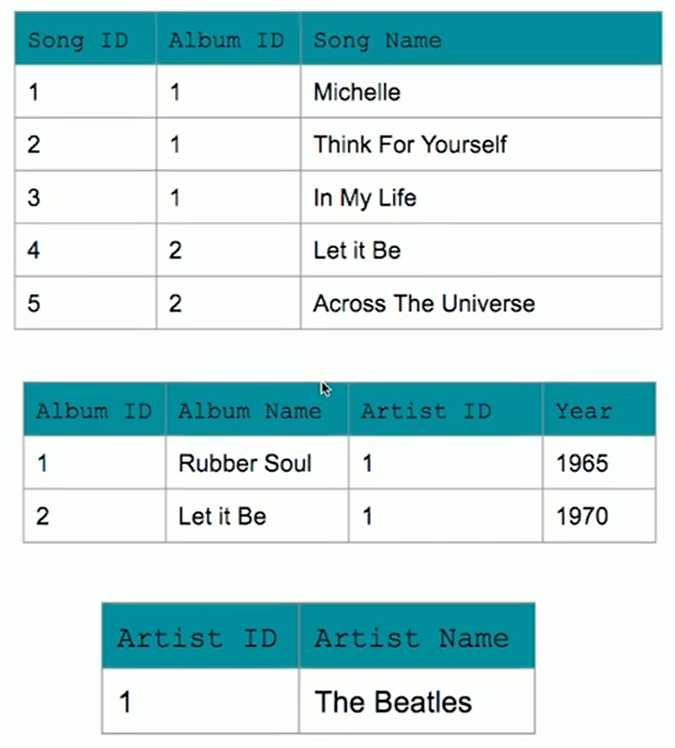 Song ID Album ID Song Name
1 1 Michelle
2 1 Think For Yourself
3 1 In My Life
4 2 Let it Be
5 2 Across The Universe
Album ID Album Name Artist ID Year
1 Rubber Soul 1 1965
2 Let it Be 1 1970
Artist ID Artist Name
1 The Beatles